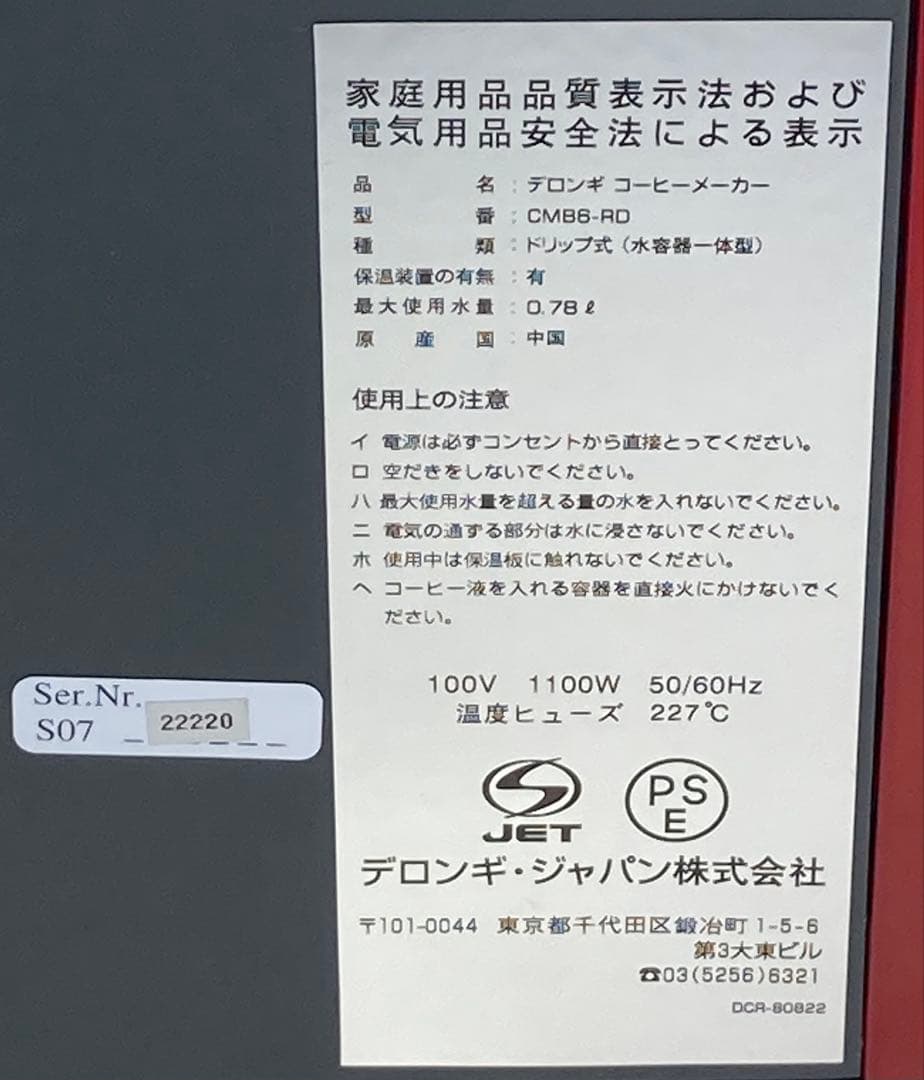 家庭用品品質表示法および
電気用品安全法による表示
品名：デロンギ コーヒーメーカー
型番：CMB6-RD
種類：ドリップ式（水容器一体型）
保温装置の有無：有
最大使用水量：0.78ℓ
原産国：中国
使用上の注意
イ 電源は必ずコンセントから直接とってください。
ロ 空だきをしないでください。
ハ 最大使用水量を超える量の水を入れないでください。
ニ 電気の通ずる部分は水に浸さないでください。
ホ 使用中は保温板に触れないでください。
ヘ コーヒー液を入れる容器を直接火にかけないでく
ださい。
Ser.Nr.
S07 22220
100V 1100W 50/60Hz
温度ヒューズ 227℃
JET
PSE
デロンギ・ジャパン株式会社
〒101-0044 東京都千代田区鍛冶町1-5-6
第3大東ビル
☎03(5256)6321
DCR-80822